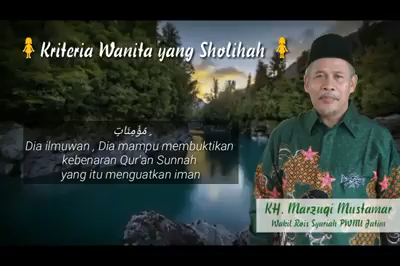 Kriteria Wanita yang Sholihah
مُؤْمِنَاتٍ
Dia ilmuwan , Dia mampu membuktikan
kebenaran Qur'an Sunnah
yang itu menguatkan iman
KH. Marzuqi Mustamar
Wakil Rois Syuriah PWNU Jatim